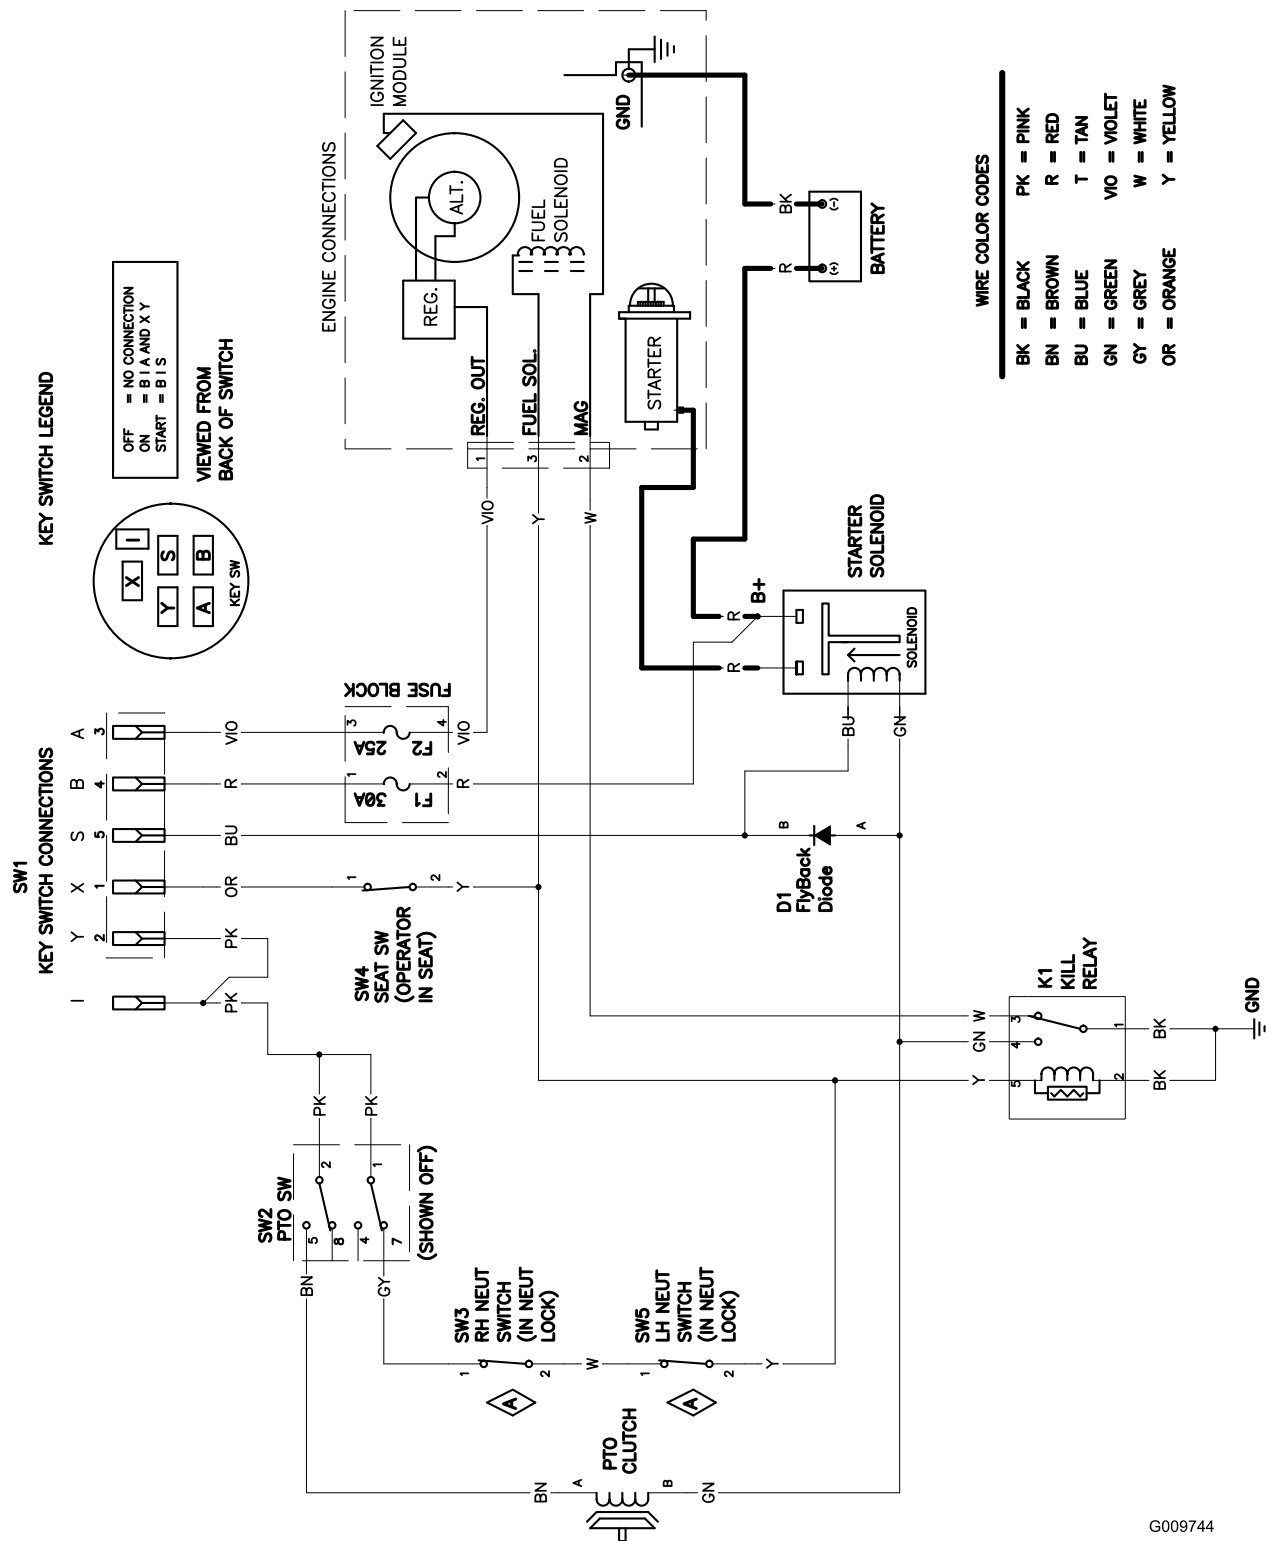 KEY SWITCH LEGEND
OFF = NO CONNECTION
ON = B I A AND X Y
START = B I S
VIEWED FROM
BACK OF SWITCH
X
I
Y
S
A
B
KEY SW
SW1
KEY SWITCH CONNECTIONS
I
Y
X
S
B
A
2
1
5
4
3
PK
PK
OR
BU
R
VIO
FUSE BLOCK
3
25A
F2
4
1
30A
F1
2
VIO
R
1
2
Y
SW4
SEAT SW
(OPERATOR
IN SEAT)
ENGINE CONNECTIONS
IGNITION
MODULE
ALT.
REG.
FUEL
SOLENOID
GND
REG. OUT
FUEL SOL.
MAG
1
3
2
VIO
Y
W
STARTER
R
BK
(+)
(-)
BATTERY
STARTER
SOLENOID
B+
R
R
SOLENOID
BU
GN
B
A
D1
FlyBack
Diode
PK
PK
SW2
PTO SW
2
1
5
8
4
7
(SHOWN OFF)
BN
GY
SW3
RH NEUT
SWITCH
(IN NEUT
LOCK)
1
2
A
W
SW5
LH NEUT
SWITCH
(IN NEUT
LOCK)
1
2
A
Y
PTO
CLUTCH
BN
A
B
GN
K1
KILL
RELAY
W
GN
Y
3
4
5
1
2
BK
BK
GND
WIRE COLOR CODES
BK = BLACK PK = PINK
BN = BROWN R = RED
BU = BLUE T = TAN
GN = GREEN VIO = VIOLET
GY = GREY W = WHITE
OR = ORANGE Y = YELLOW
G009744